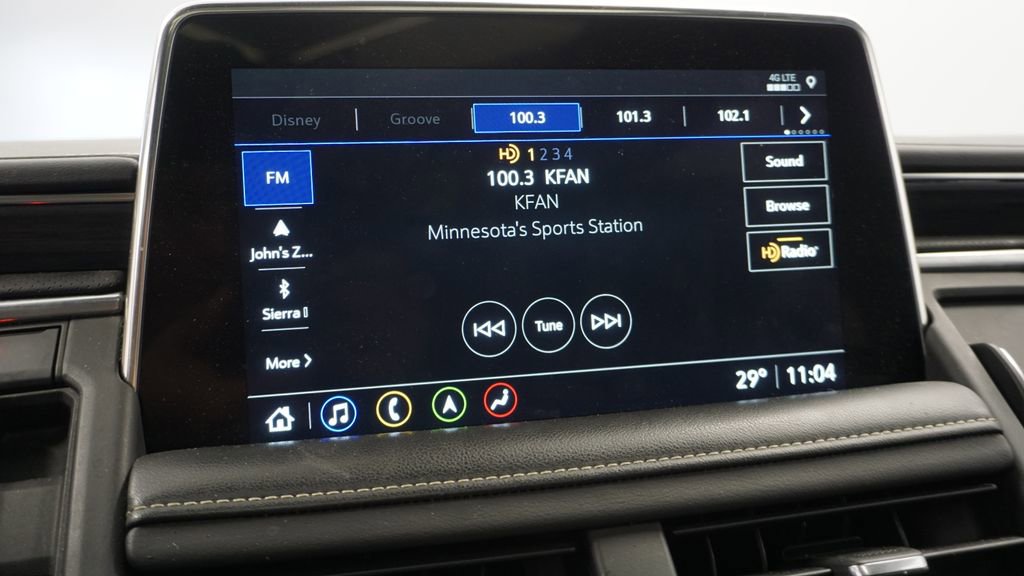 4G LTE
Disney Groove 100.3 101.3 102.1
FM
HD 1 2 3 4
100.3 KFAN
KFAN
Minnesota's Sports Station
Sound
Browse
HD Radio
John's Z...
Sierra
More
Tune
29° 11:04